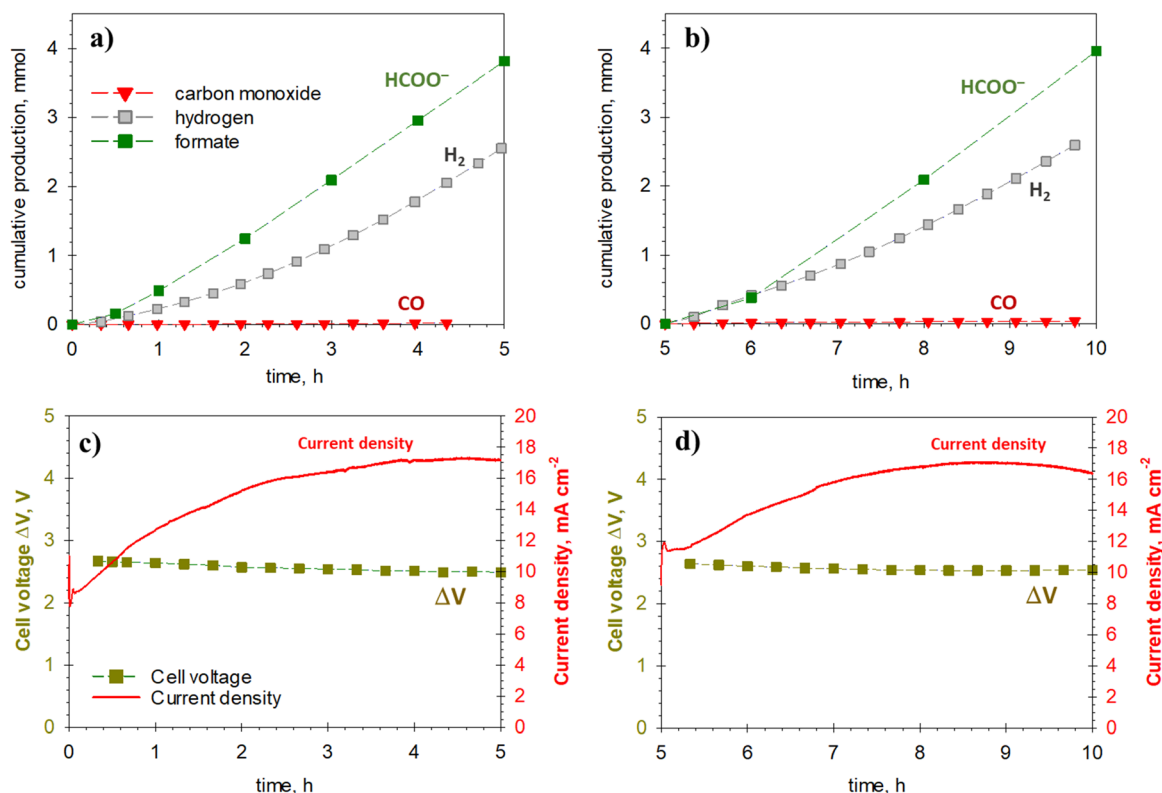 a)
cumulative production, mmol
4
3
2
1
0
carbon monoxide
hydrogen
formate
HCOO⁻
H₂
CO
0 1 2 3 4 5
time, h
b)
cumulative production, mmol
4
3
2
1
0
HCOO⁻
H₂
CO
5 6 7 8 9 10
time, h
c)
Cell voltage ΔV, V
5
4
3
2
1
0
Current density
ΔV
Cell voltage
Current density
20
18
16
14
12
10
8
6
4
2
0
Current density, mA cm⁻²
0 1 2 3 4 5
time, h
d)
Cell voltage ΔV, V
5
4
3
2
1
0
Current density
ΔV
20
18
16
14
12
10
8
6
4
2
0
Current density, mA cm⁻²
5 6 7 8 9 10
time, h